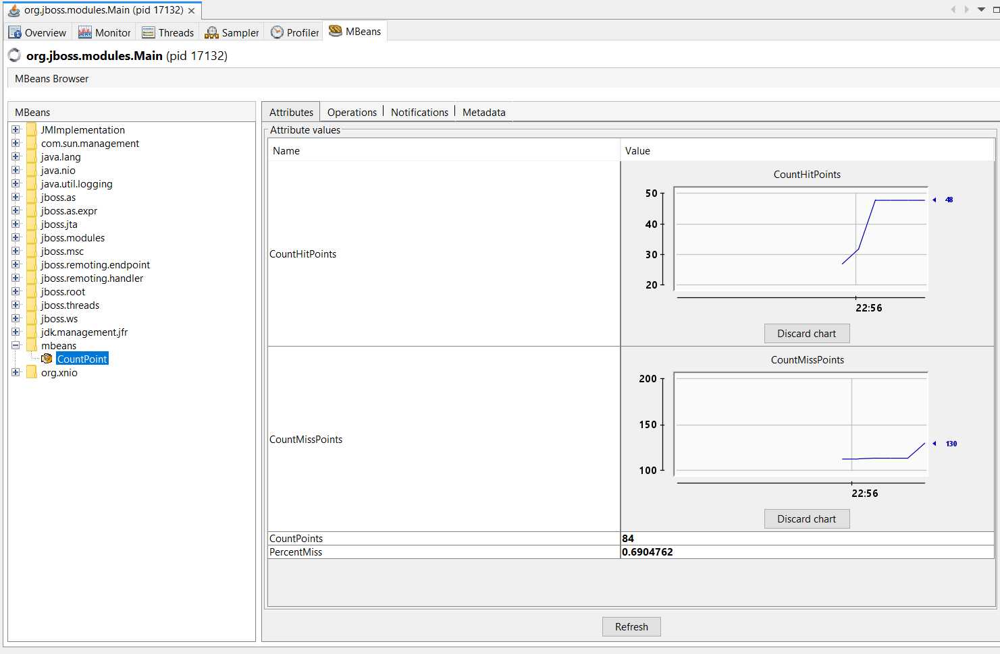 org.jboss.modules.Main (pid 17132)
Overview Monitor Threads Sampler Profiler MBeans
org.jboss.modules.Main (pid 17132)
MBeans Browser
MBeans
JMImplementation
com.sun.management
java.lang
java.nio
java.util.logging
jboss.as
jboss.as.expr
jboss.jta
jboss.modules
jboss.msc
jboss.remoting.endpoint
jboss.remoting.handler
jboss.root
jboss.threads
jboss.ws
jdk.management.jfr
mbeans
CountPoint
org.xnio
Attributes Operations Notifications Metadata
Attribute values
Name Value
CountHitPoints
CountHitPoints
50
40
30
20
48
22:56
Discard chart
CountMissPoints
CountMissPoints
200
150
100
130
22:56
Discard chart
CountPoints 84
PercentMiss 0.6904762
Refresh